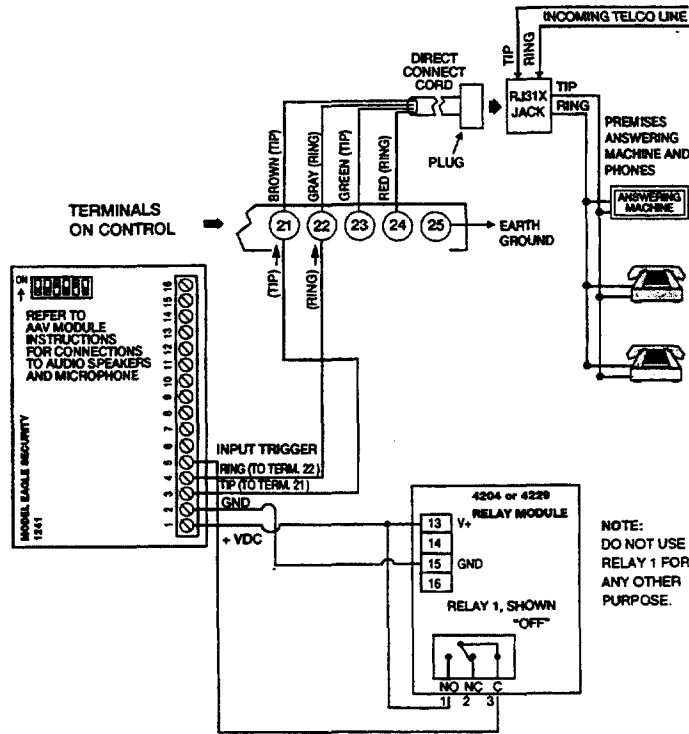 INCOMING TELCO LINE
TIP
RING
DIRECT
CONNECT
CORD
RJ31X
JACK
TIP
RING
PLUG
PREMISES
ANSWERING
MACHINE AND
PHONES
ANSWERING
MACHINE
BROWN (TIP)
GRAY (RING)
GREEN (TIP)
RED (RING)
TERMINALS
ON CONTROL
21
22
23
24
25
EARTH
GROUND
(TIP)
(RING)
ON
REFER TO
AAV MODULE
INSTRUCTIONS
FOR CONNECTIONS
TO AUDIO SPEAKERS
AND MICROPHONE
MODEL EAGLE SECURITY
1241
16
15
14
13
12
11
10
9
8
7
6
5
4
3
2
1
INPUT TRIGGER
RING (TO TERM. 22)
TIP (TO TERM. 21)
GND
+ VDC
4204 or 4229
RELAY MODULE
13 V+
14
15 GND
16
RELAY 1, SHOWN
"OFF"
NO NC C
1 2 3
NOTE:
DO NOT USE
RELAY 1 FOR
ANY OTHER
PURPOSE.